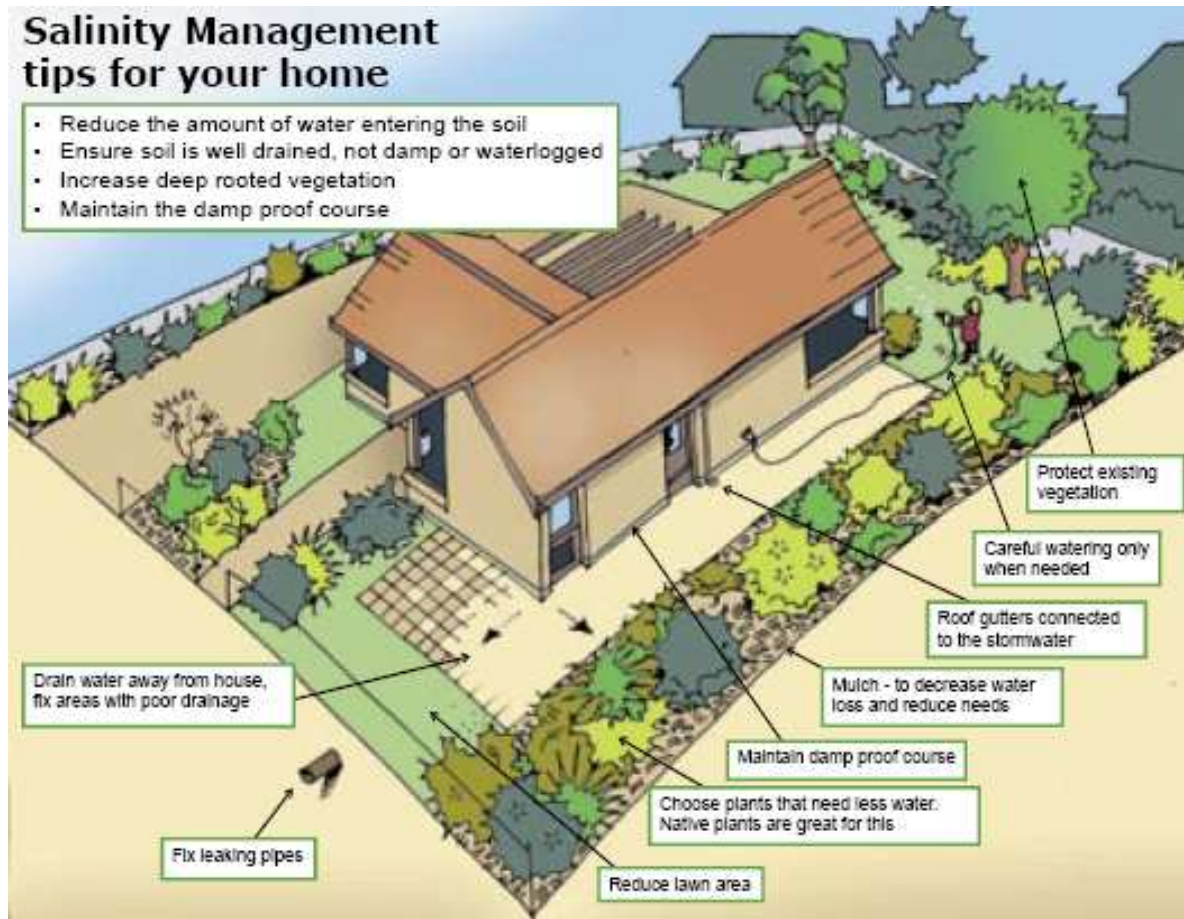 Salinity Management
tips for your home
• Reduce the amount of water entering the soil
• Ensure soil is well drained, not damp or waterlogged
• Increase deep rooted vegetation
• Maintain the damp proof course
Protect existing
vegetation
Careful watering only
when needed
Roof gutters connected
to the stormwater
Drain water away from house,
fix areas with poor drainage
Mulch - to decrease water
loss and reduce needs
Maintain damp proof course
Choose plants that need less water.
Native plants are great for this
Fix leaking pipes
Reduce lawn area